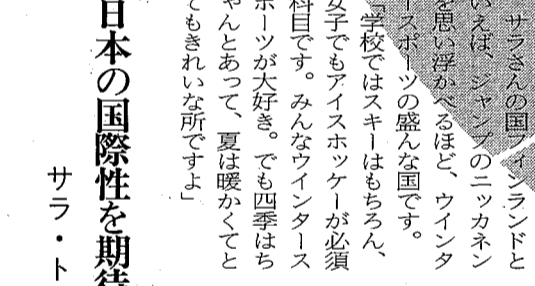 サラさんの国フィンランドと
いえば、ジャンプのニッカネン
を思い浮かべるほど、ウインタ
ースポーツの盛んな国です。
「学校ではスキーはもちろん、
女子でもアイスホッケーが必須
科目です。みんなウインタース
ポーツが大好き。でも四季はち
ゃんとあって、夏は暖かくてと
てもきれいな所ですよ」
日本の国際性を期待
サラ・ト